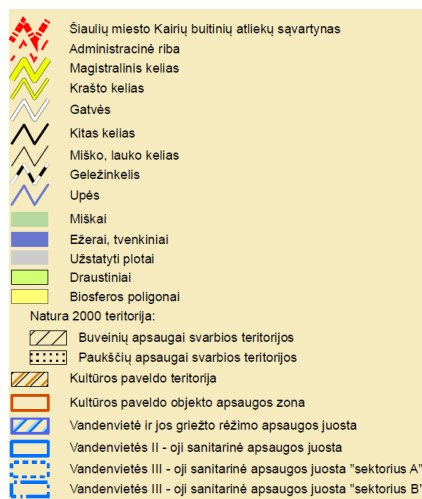 Šiaulių miesto Kairių buitinių atliekų sąvartynas
Administracinė riba
Magistralinis kelias
Krašto kelias
Gatvės
Kitas kelias
Miško, lauko kelias
Geležinkelis
Upės
Miškai
Ežerai, tvenkiniai
Užstatyti plotai
Draustiniai
Biosferos poligonai
Natura 2000 teritorija:
Buveinių apsaugai svarbios teritorijos
Paukščių apsaugai svarbios teritorijos
Kultūros paveldo teritorija
Kultūros paveldo objekto apsaugos zona
Vandenvietė ir jos griežto rėžimo apsaugos juosta
Vandenvietės II - oji sanitarinė apsaugos juosta
Vandenvietės III - oji sanitarinė apsaugos juosta "sektorius A"
Vandenvietės III - oji sanitarinė apsaugos juosta "sektorius B"